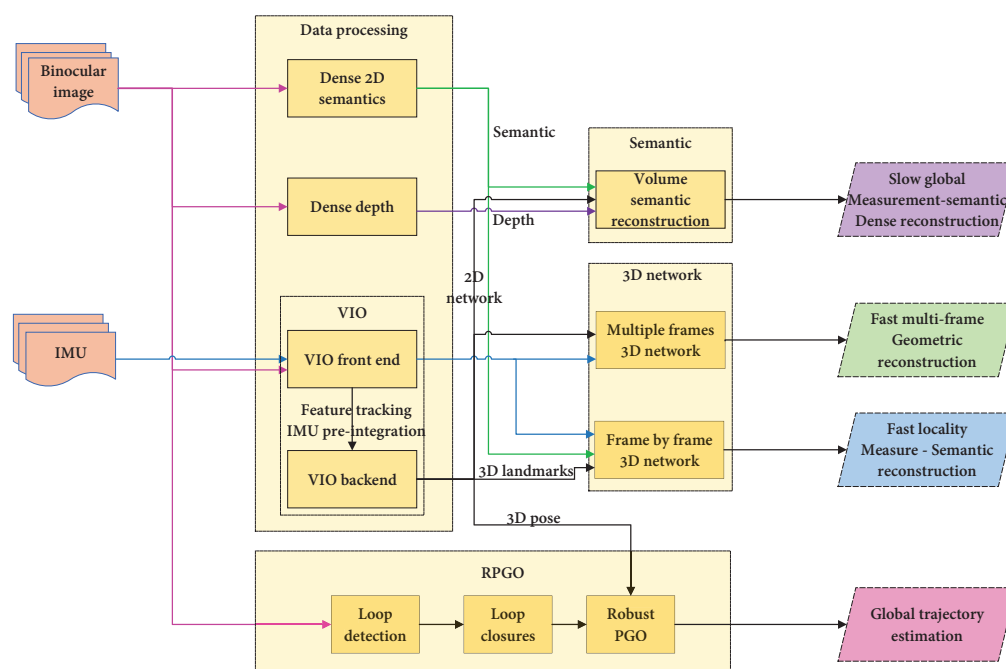 Data processing
Binocular
image
Dense 2D
semantics
Semantic
Semantic
Volume
semantic
reconstruction
Slow global
Measurement-semantic
Dense reconstruction
Dense depth
Depth
2D
network
3D network
VIO
IMU
VIO front end
Multiple frames
3D network
Fast multi-frame
Geometric
reconstruction
Feature tracking
IMU pre-integration
VIO backend
3D landmarks
Frame by frame
3D network
Fast locality
Measure - Semantic
reconstruction
3D pose
RPGO
Loop
detection
Loop
closures
Robust
PGO
Global trajectory
estimation